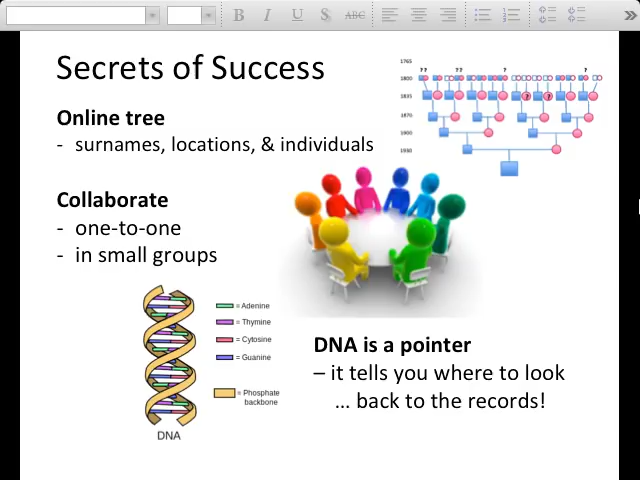 B I U S ABC
Secrets of Success
Online tree
- surnames, locations, & individuals
Collaborate
- one-to-one
- in small groups
1765
1800
1835
1870
1900
1930
? ?
? ?
?
?
?
?
= Adenine
= Thymine
= Cytosine
= Guanine
= Phosphate
backbone
DNA
DNA is a pointer
– it tells you where to look
... back to the records!